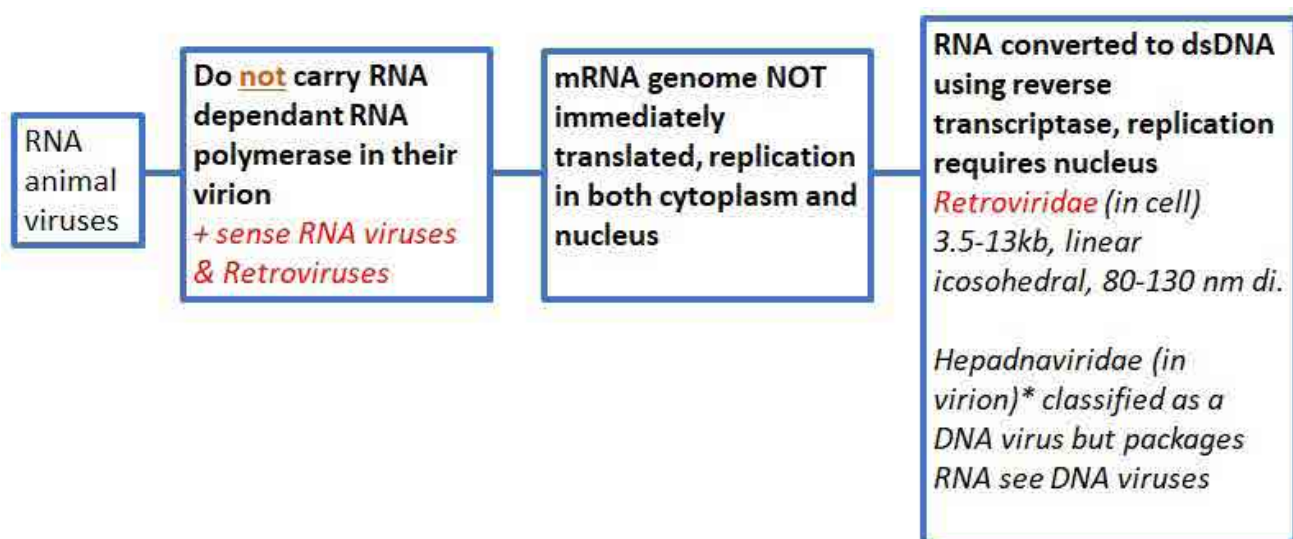 RNA
animal
viruses
Do not carry RNA
dependant RNA
polymerase in their
virion
+ sense RNA viruses
& Retroviruses
mRNA genome NOT
immediately
translated, replication
in both cytoplasm and
nucleus
RNA converted to dsDNA
using reverse
transcriptase, replication
requires nucleus
Retroviridae (in cell)
3.5-13kb, linear
icosohedral, 80-130 nm di.
Hepadnaviridae (in
virion)* classified as a
DNA virus but packages
RNA see DNA viruses